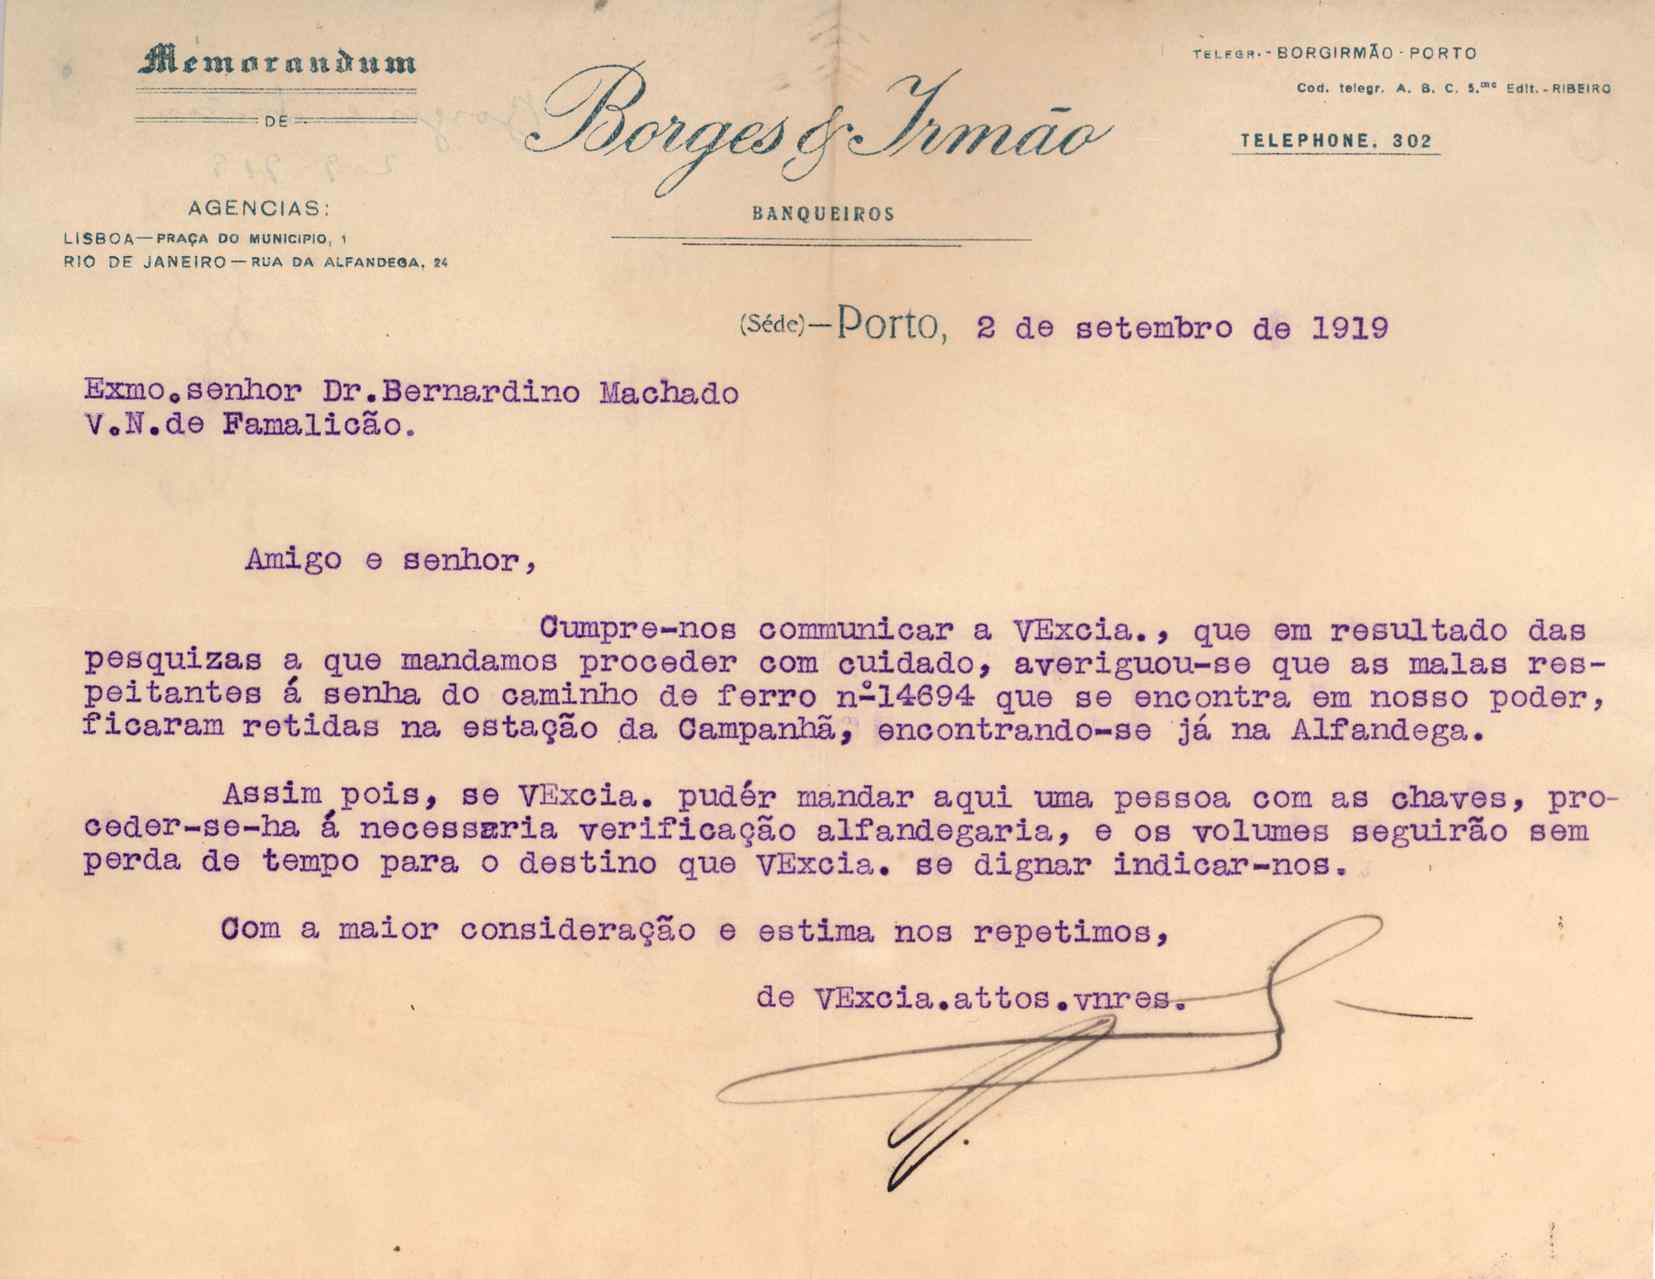 Memorandum
DE
Borges & Irmão
BANQUEIROS
TELEGR.-BORGIRMÃO-PORTO
Cod. telegr. A. B. C. 5.me Edit.-RIBEIRO
TELEPHONE. 302
AGENCIAS:
LISBOA—PRAÇA DO MUNICIPIO, 1
RIO DE JANEIRO—RUA DA ALFANDEGA, 24
(Séde)—Porto, 2 de setembro de 1919
Exmo.senhor Dr.Bernardino Machado
V.N.de Famalicão.
Amigo e senhor,
Cumpre-nos communicar a VExcia., que em resultado das
pesquizas a que mandamos proceder com cuidado, averiguou-se que as malas res-
peitantes á senha do caminho de ferro nº14694 que se encontra em nosso poder,
ficaram retidas na estação da Campanhã, encontrando-se já na Alfandega.
Assim pois, se VExcia. pudér mandar aqui uma pessoa com as chaves, pro-
ceder-se-ha á necessaria verificação alfandegaria, e os volumes seguirão sem
perda de tempo para o destino que VExcia. se dignar indicar-nos.
Com a maior consideração e estima nos repetimos,
de VExcia.attos.vnres.